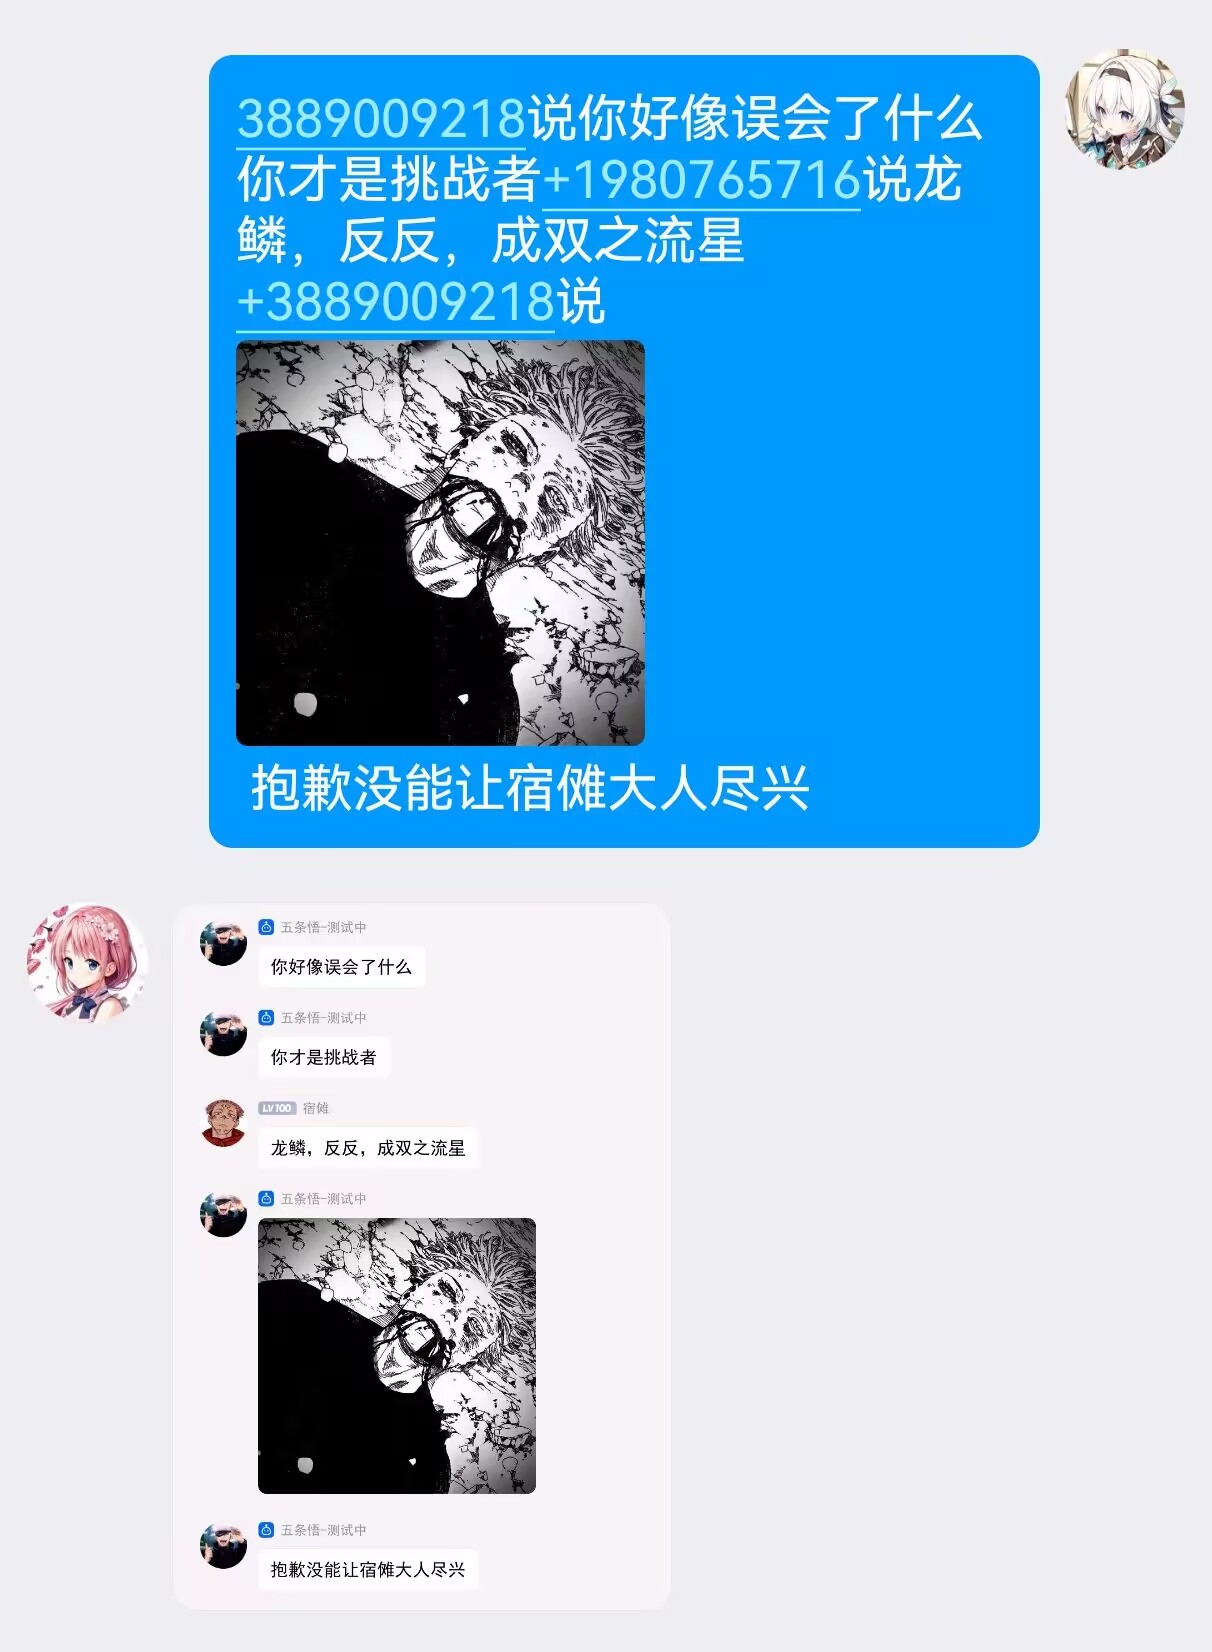 3889009218说你好像误会了什么
你才是挑战者+1980765716说龙
鳞，反反，成双之流星
+3889009218说
抱歉没能让宿傩大人尽兴
五条悟-测试中
你好像误会了什么
五条悟-测试中
你才是挑战者
LV100 宿傩
龙鳞，反反，成双之流星
五条悟-测试中
五条悟-测试中
抱歉没能让宿傩大人尽兴